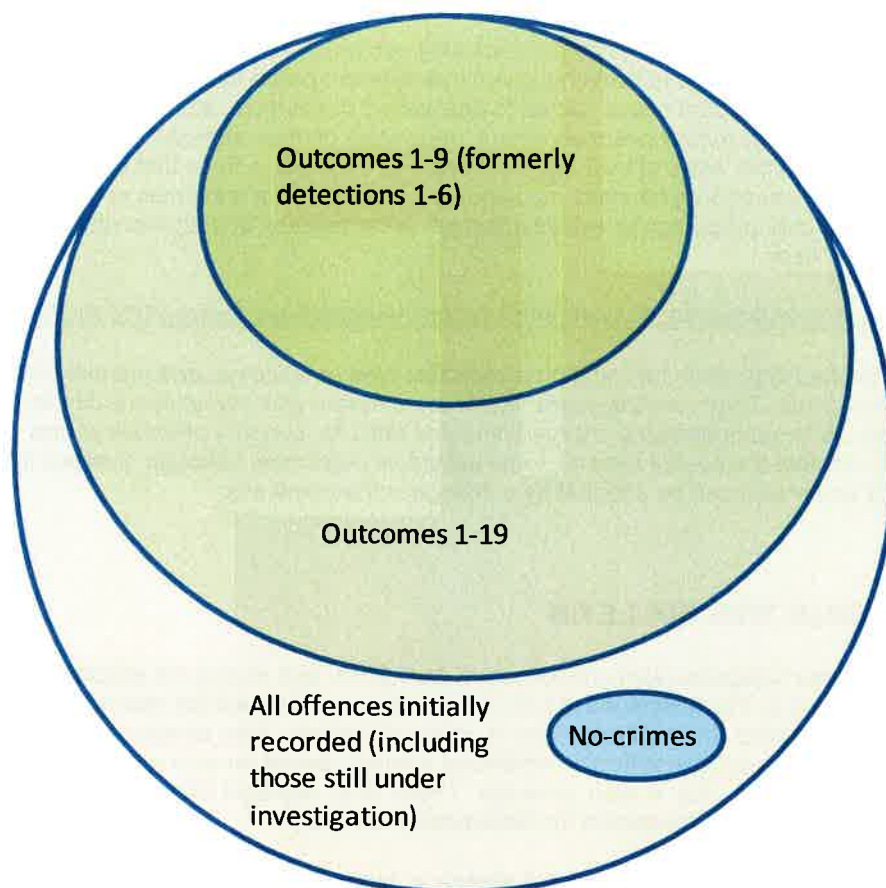 Outcomes 1-9 (formerly
detections 1-6)
Outcomes 1-19
All offences initially
recorded (including
those still under
investigation)
No-crimes